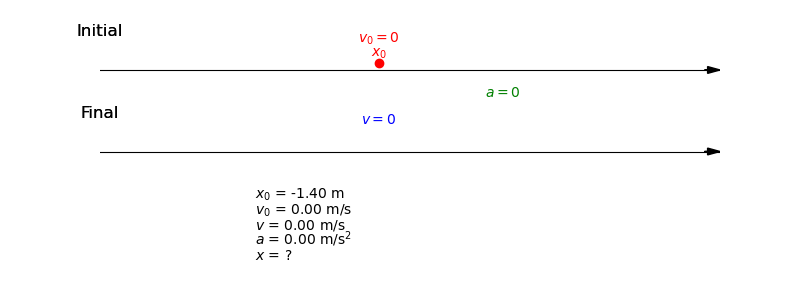 Initial
v₀ = 0
x₀
a = 0
Final
v = 0
x₀ = -1.40 m
v₀ = 0.00 m/s
v = 0.00 m/s
a = 0.00 m/s²
x = ?